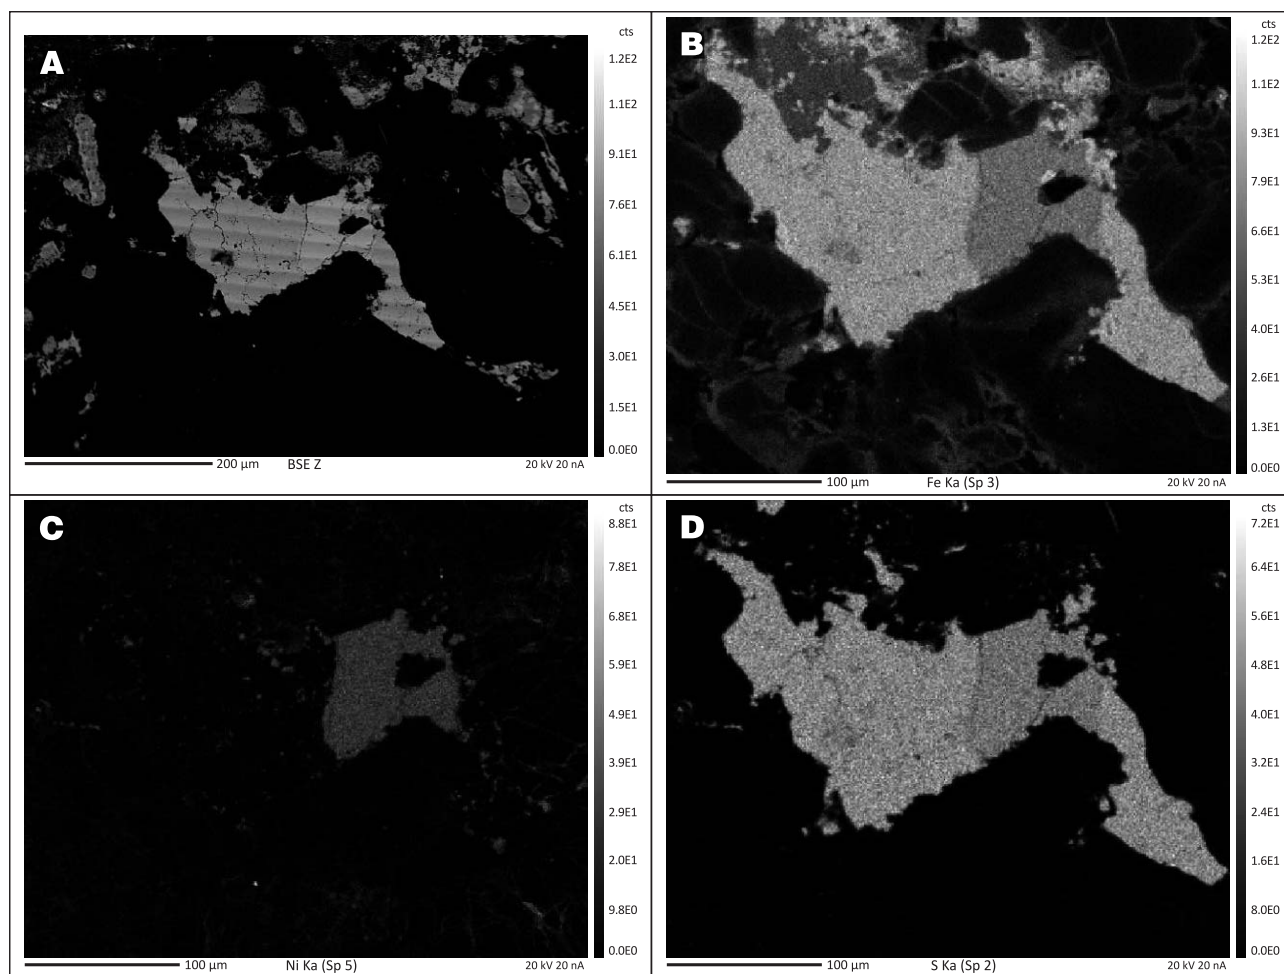 A
cts
1.2E2
1.1E2
9.1E1
7.6E1
6.1E1
4.5E1
3.0E1
1.5E1
0.0E0
200 µm
BSE Z
20 kV 20 nA
B
cts
1.2E2
1.1E2
9.3E1
7.9E1
6.6E1
5.3E1
4.0E1
2.6E1
1.3E1
0.0E0
100 µm
Fe Ka (Sp 3)
20 kV 20 nA
C
cts
8.8E1
7.8E1
6.8E1
5.9E1
4.9E1
3.9E1
2.9E1
2.0E1
9.8E0
0.0E0
100 µm
Ni Ka (Sp 5)
20 kV 20 nA
D
cts
7.2E1
6.4E1
5.6E1
4.8E1
4.0E1
3.2E1
2.4E1
1.6E1
8.0E0
0.0E0
100 µm
S Ka (Sp 2)
20 kV 20 nA